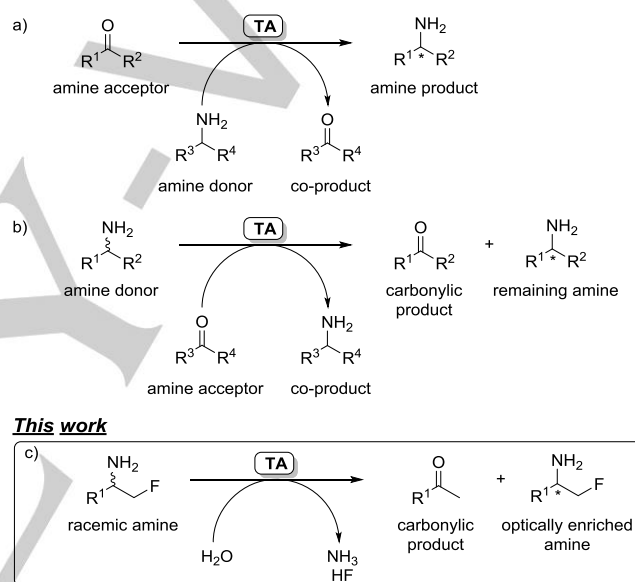 a)
O
R¹ R²
amine acceptor
TA
NH₂
R¹ * R²
amine product
NH₂
R³ R⁴
amine donor
O
R³ R⁴
co-product
b)
NH₂
R¹ R²
amine donor
TA
O
R¹ R²
carbonylic
product
+
NH₂
R¹ * R²
remaining amine
O
R³ R⁴
amine acceptor
NH₂
R³ R⁴
co-product
This work
c)
NH₂
R¹ F
racemic amine
TA
H₂O
NH₃
HF
O
R¹
carbonylic
product
+
NH₂
R¹ * F
optically enriched
amine